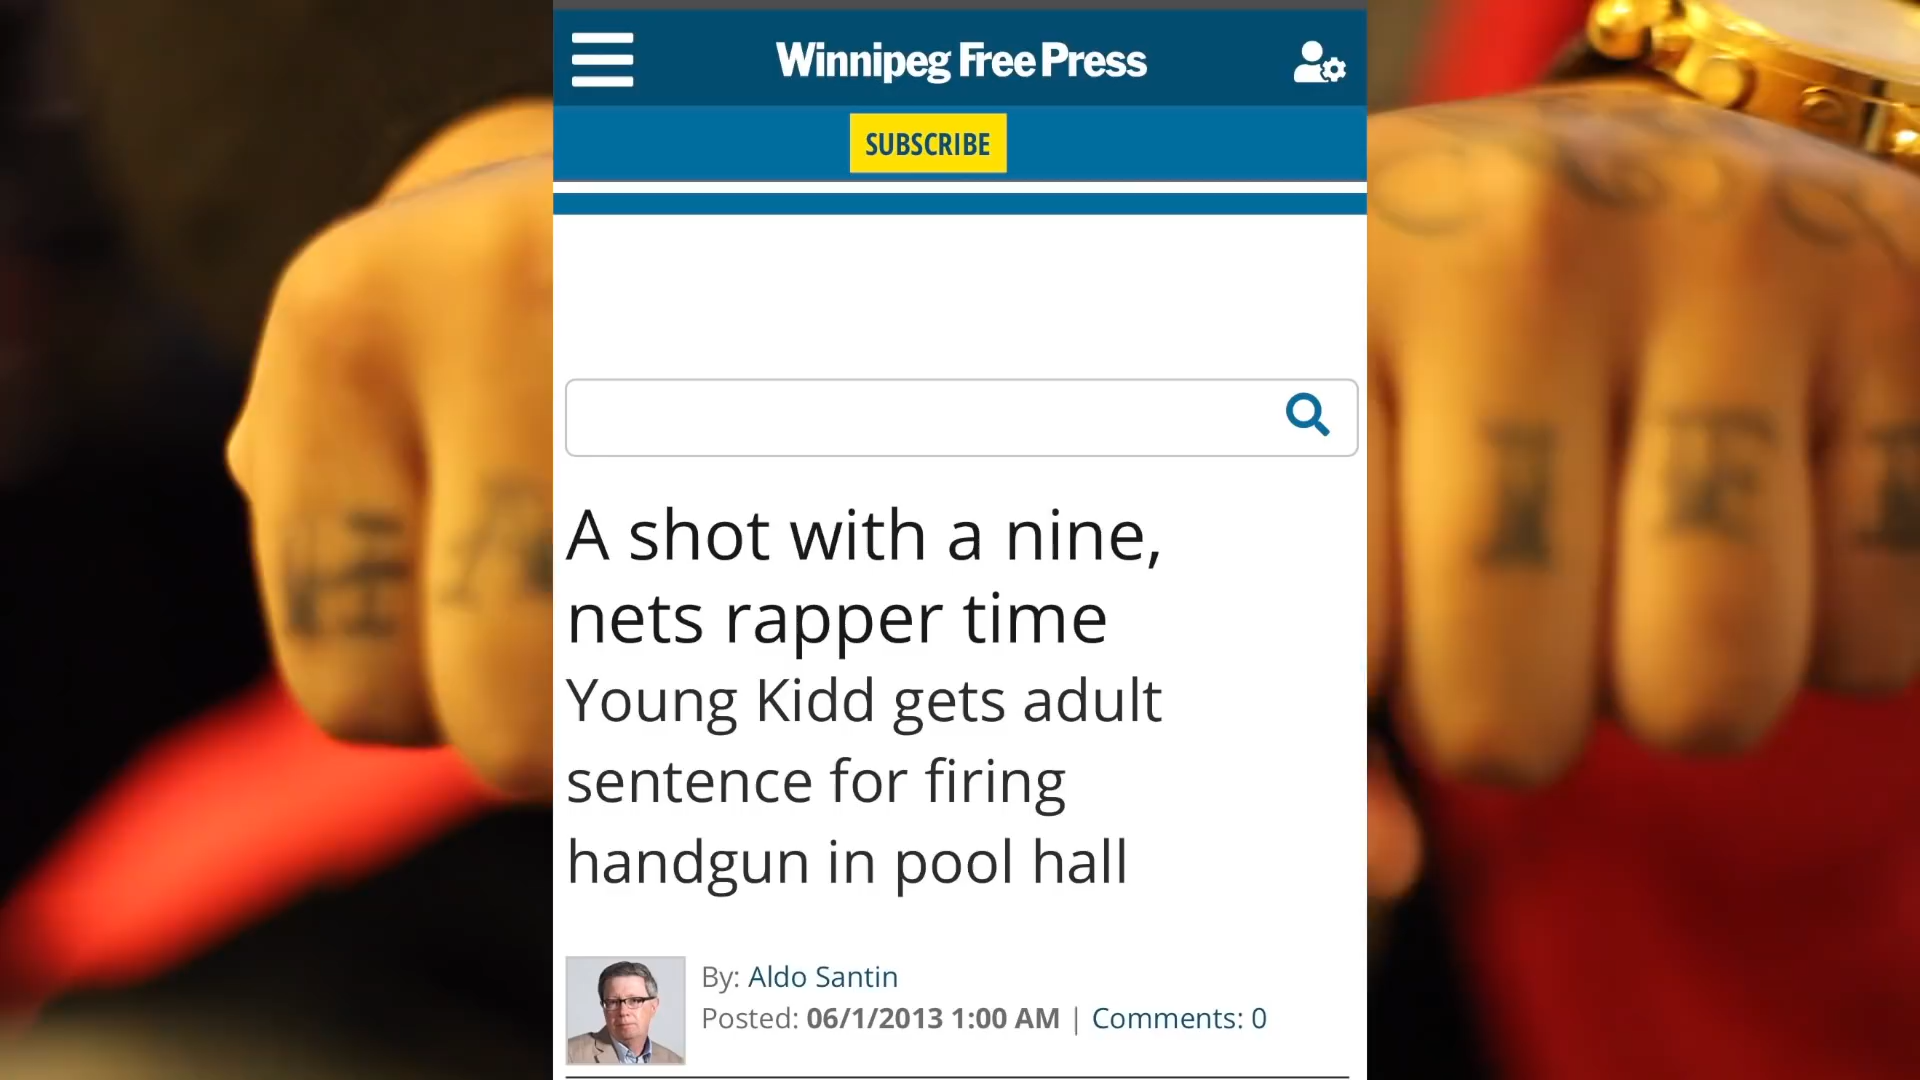 Winnipeg Free Press
SUBSCRIBE
A shot with a nine,
nets rapper time
Young Kidd gets adult
sentence for firing
handgun in pool hall
By: Aldo Santin
Posted: 06/1/2013 1:00 AM | Comments: 0